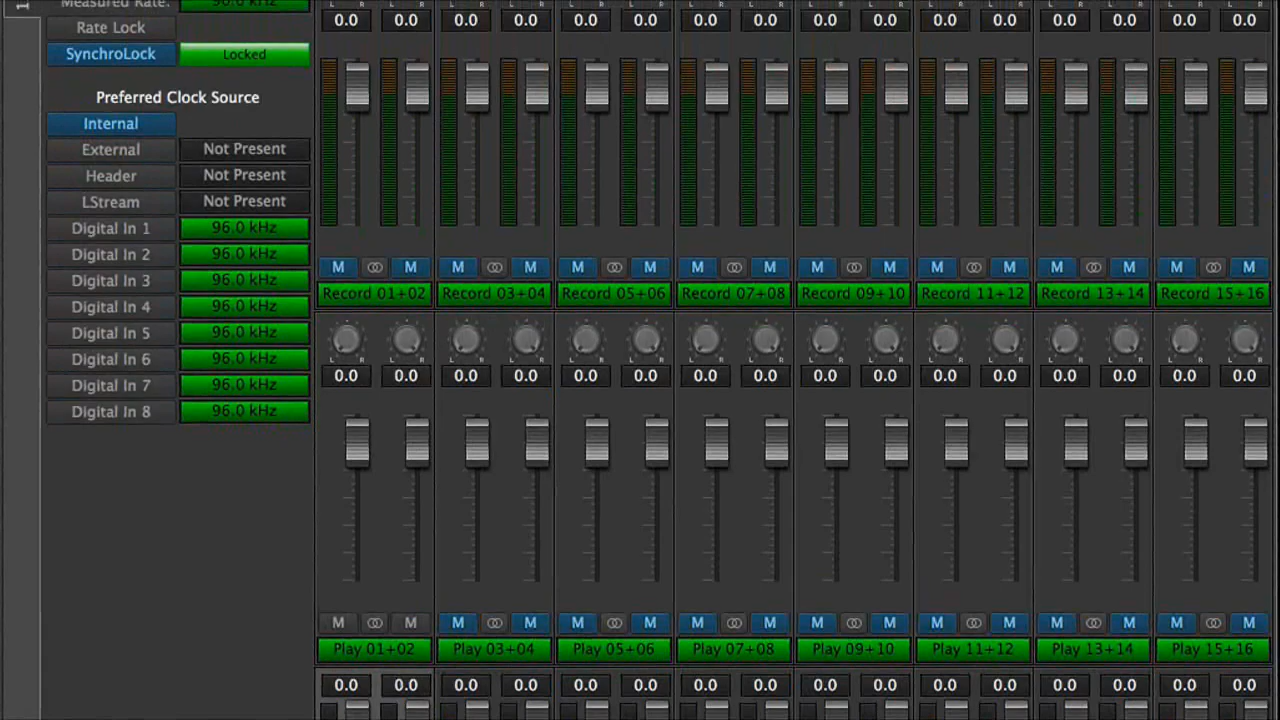 1
Measured Rate: 96.0 kHz
Rate Lock
SynchroLock Locked
Preferred Clock Source
Internal
External Not Present
Header Not Present
LStream Not Present
Digital In 1 96.0 kHz
Digital In 2 96.0 kHz
Digital In 3 96.0 kHz
Digital In 4 96.0 kHz
Digital In 5 96.0 kHz
Digital In 6 96.0 kHz
Digital In 7 96.0 kHz
Digital In 8 96.0 kHz
L R L R L R L R L R L R L R L R L R L R L R L R L R L R L R L R
0.0 0.0 0.0 0.0 0.0 0.0 0.0 0.0 0.0 0.0 0.0 0.0 0.0 0.0 0.0 0.0
M M M M M M M M M M M M M M M M
Record 01+02 Record 03+04 Record 05+06 Record 07+08 Record 09+10 Record 11+12 Record 13+14 Record 15+16
L R L R L R L R L R L R L R L R L R L R L R L R L R L R L R L R
0.0 0.0 0.0 0.0 0.0 0.0 0.0 0.0 0.0 0.0 0.0 0.0 0.0 0.0 0.0 0.0
M M M M M M M M M M M M M M M M
Play 01+02 Play 03+04 Play 05+06 Play 07+08 Play 09+10 Play 11+12 Play 13+14 Play 15+16
0.0 0.0 0.0 0.0 0.0 0.0 0.0 0.0 0.0 0.0 0.0 0.0 0.0 0.0 0.0 0.0